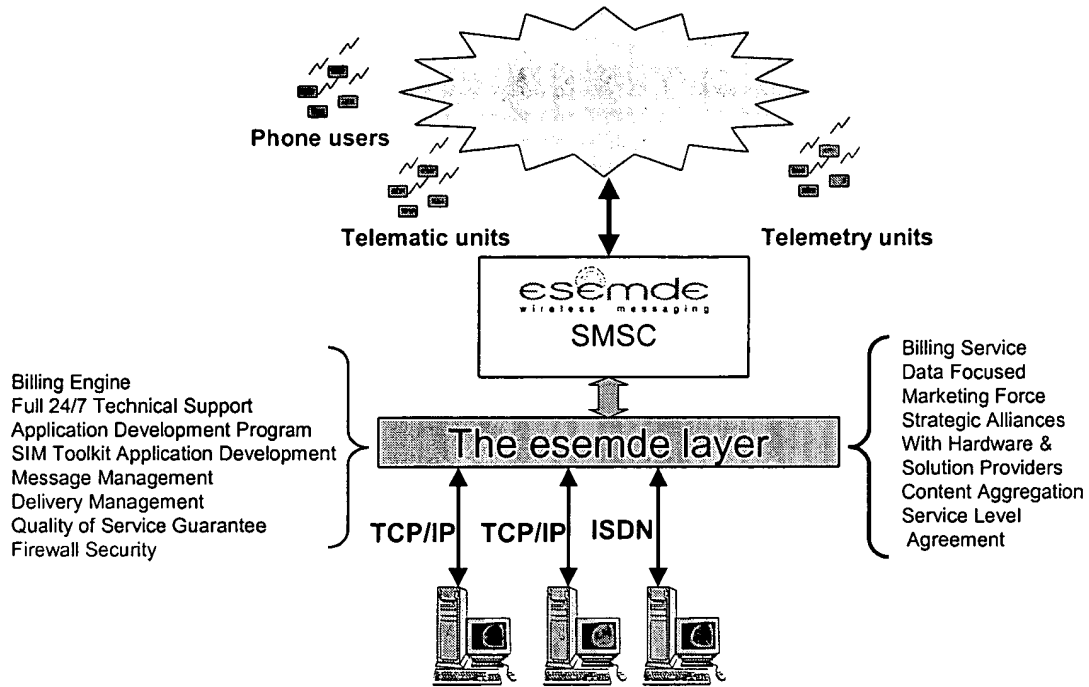 Phone users
Telematic units
Telemetry units
esemde
wireless messaging
SMSC
Billing Engine
Full 24/7 Technical Support
Application Development Program
SIM Toolkit Application Development
Message Management
Delivery Management
Quality of Service Guarantee
Firewall Security
The esemde layer
Billing Service
Data Focused
Marketing Force
Strategic Alliances
With Hardware &
Solution Providers
Content Aggregation
Service Level
Agreement
TCP/IP
TCP/IP
ISDN